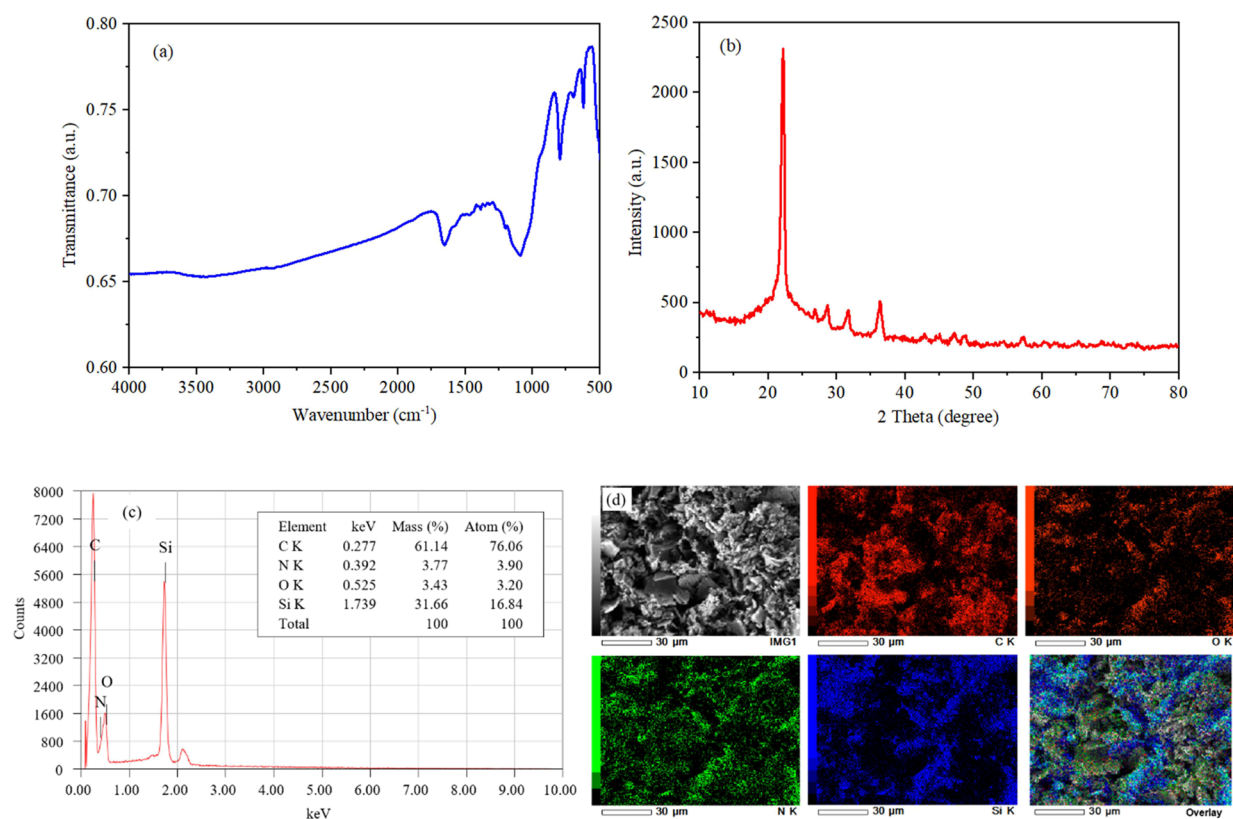 (a)
Transmittance (a.u.)
0.80
0.75
0.70
0.65
0.60
4000 3500 3000 2500 2000 1500 1000 500
Wavenumber (cm⁻¹)
(b)
Intensity (a.u.)
2500
2000
1500
1000
500
0
10 20 30 40 50 60 70 80
2 Theta (degree)
(c)
Counts
8000
7200
6400
5600
4800
4000
3200
2400
1600
800
0
C
O
N
Si
Element keV Mass (%) Atom (%)
C K 0.277 61.14 76.06
N K 0.392 3.77 3.90
O K 0.525 3.43 3.20
Si K 1.739 31.66 16.84
Total 100 100
0.00 1.00 2.00 3.00 4.00 5.00 6.00 7.00 8.00 9.00 10.00
keV
(d)
30 µm IMG1
30 µm C K
30 µm O K
30 µm N K
30 µm Si K
30 µm Overlay